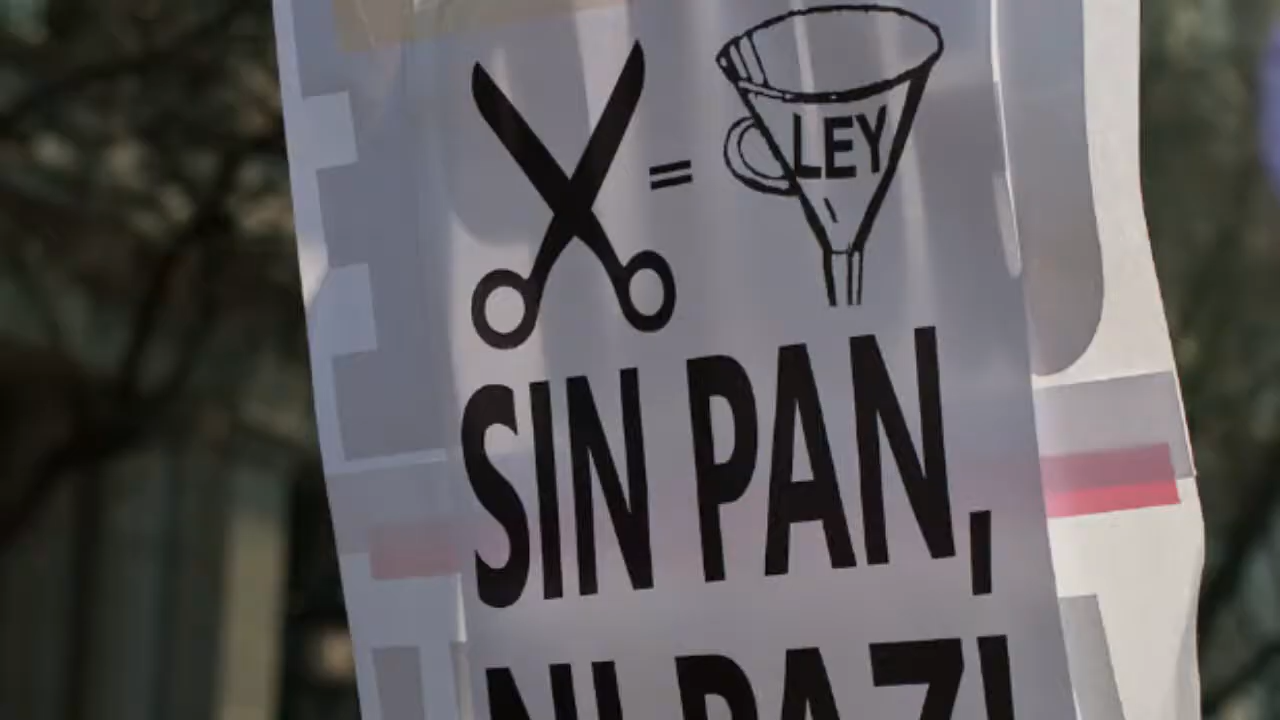 = LEY
SIN PAN,
NI PAZ!